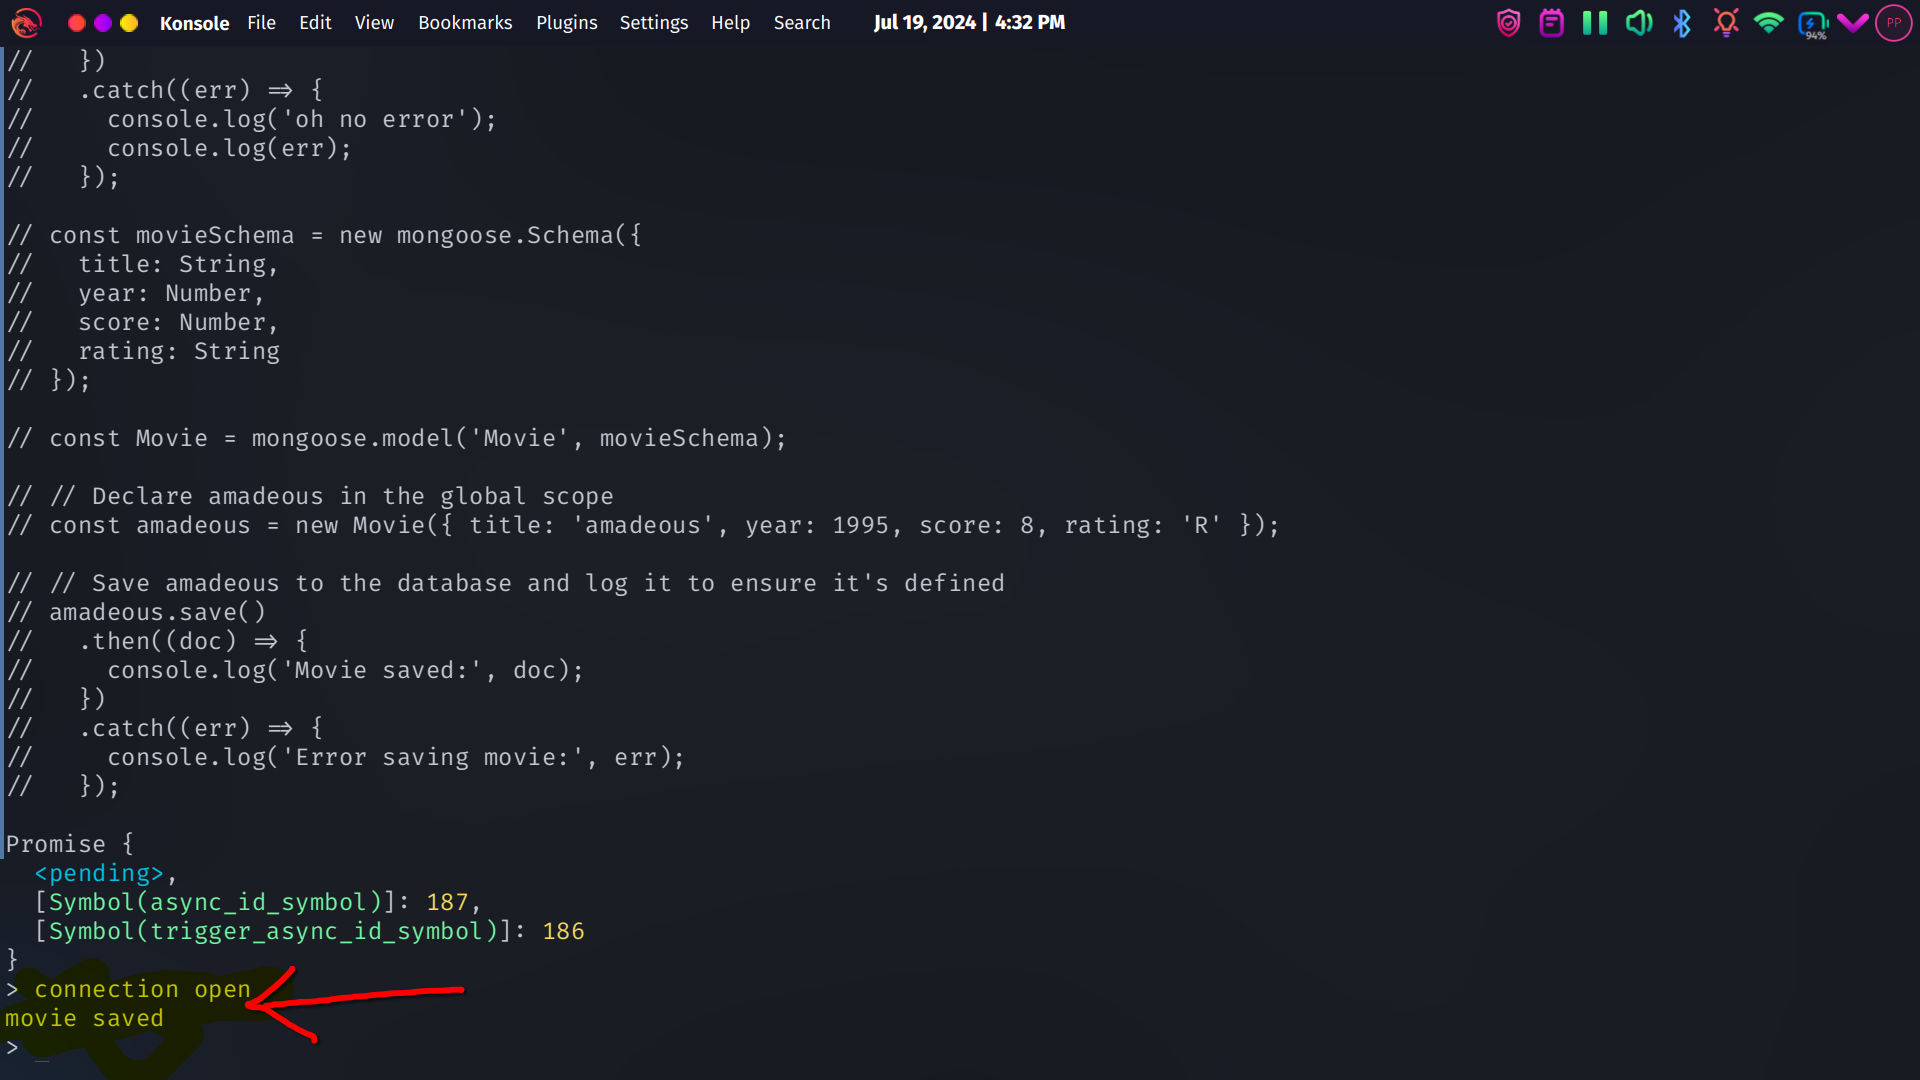 Konsole File Edit View Bookmarks Plugins Settings Help Search Jul 19, 2024 | 4:32 PM 94% PP
//   })
//   .catch((err) => {
//     console.log('oh no error');
//     console.log(err);
//   });
// const movieSchema = new mongoose.Schema({
//   title: String,
//   year: Number,
//   score: Number,
//   rating: String
// });
// const Movie = mongoose.model('Movie', movieSchema);
// // Declare amadeous in the global scope
// const amadeous = new Movie({ title: 'amadeous', year: 1995, score: 8, rating: 'R' });
// // Save amadeous to the database and log it to ensure it's defined
// amadeous.save()
//   .then((doc) => {
//     console.log('Movie saved:', doc);
//   })
//   .catch((err) => {
//     console.log('Error saving movie:', err);
//   });
Promise {
  <pending>,
  [Symbol(async_id_symbol)]: 187,
  [Symbol(trigger_async_id_symbol)]: 186
}
> connection open
movie saved
> _